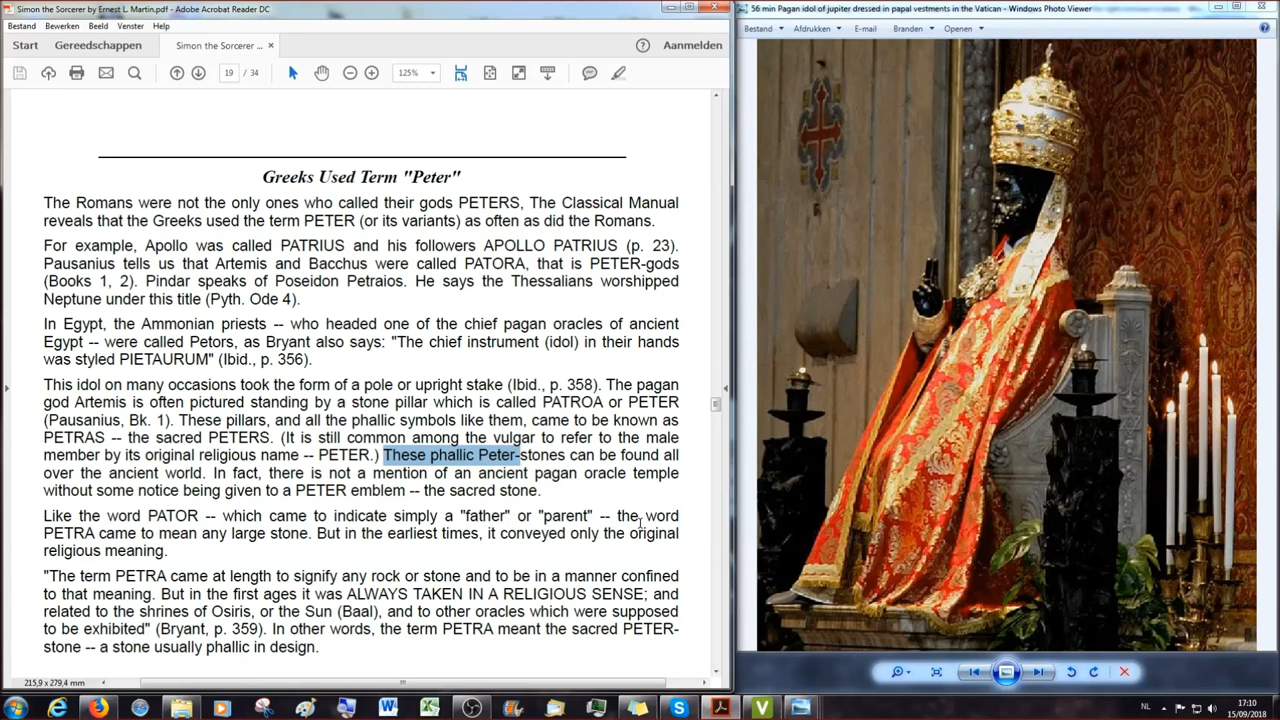 Simon the Sorcerer by Ernest L. Martin.pdf - Adobe Acrobat Reader DC
Bestand Bewerken Beeld Venster Help
Start Gereedschappen Simon the Sorcerer ... × Aanmelden
19 / 34 125%
Greeks Used Term "Peter"
The Romans were not the only ones who called their gods PETERS, The Classical Manual
reveals that the Greeks used the term PETER (or its variants) as often as did the Romans.
For example, Apollo was called PATRIUS and his followers APOLLO PATRIUS (p. 23).
Pausanius tells us that Artemis and Bacchus were called PATORA, that is PETER-gods
(Books 1, 2). Pindar speaks of Poseidon Petraios. He says the Thessalians worshipped
Neptune under this title (Pyth. Ode 4).
In Egypt, the Ammonian priests -- who headed one of the chief pagan oracles of ancient
Egypt -- were called Petors, as Bryant also says: "The chief instrument (idol) in their hands
was styled PIETAURUM" (Ibid., p. 356).
This idol on many occasions took the form of a pole or upright stake (Ibid., p. 358). The pagan
god Artemis is often pictured standing by a stone pillar which is called PATROA or PETER
(Pausanius, Bk. 1). These pillars, and all the phallic symbols like them, came to be known as
PETRAS -- the sacred PETERS. (It is still common among the vulgar to refer to the male
member by its original religious name -- PETER.) These phallic Peter-stones can be found all
over the ancient world. In fact, there is not a mention of an ancient pagan oracle temple
without some notice being given to a PETER emblem -- the sacred stone.
Like the word PATOR -- which came to indicate simply a "father" or "parent" -- the word
PETRA came to mean any large stone. But in the earliest times, it conveyed only the original
religious meaning.
"The term PETRA came at length to signify any rock or stone and to be in a manner confined
to that meaning. But in the first ages it was ALWAYS TAKEN IN A RELIGIOUS SENSE; and
related to the shrines of Osiris, or the Sun (Baal), and to other oracles which were supposed
to be exhibited" (Bryant, p. 359). In other words, the term PETRA meant the sacred PETER-
stone -- a stone usually phallic in design.
215,9 x 279,4 mm
56 min Pagan idol of jupiter dressed in papal vestments in the Vatican - Windows Photo Viewer
Bestand Afdrukken E-mail Branden Openen
NL 17:10
15/09/2018